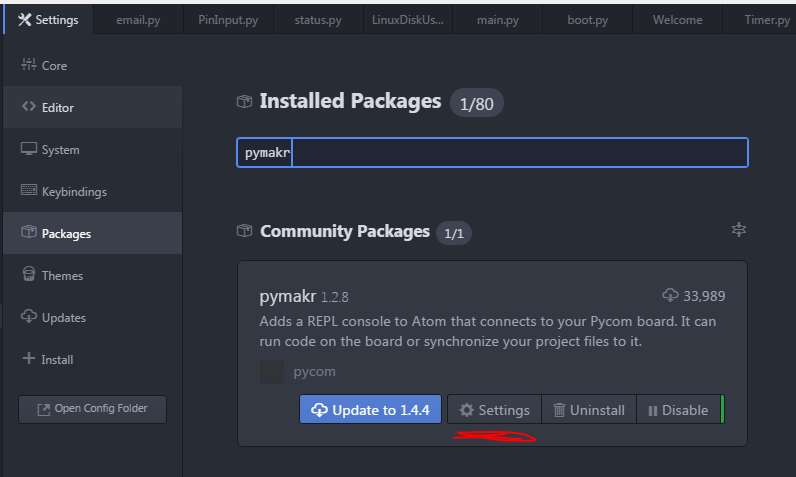 Settings
email.py
PinInput.py
status.py
LinuxDiskUs...
main.py
boot.py
Welcome
Timer.py
Core
Editor
System
Keybindings
Packages
Themes
Updates
Install
Open Config Folder
Installed Packages 1/80
pymakr
Community Packages 1/1
pymakr 1.2.8
33,989
Adds a REPL console to Atom that connects to your Pycom board. It can
run code on the board or synchronize your project files to it.
pycom
Update to 1.4.4
Settings
Uninstall
Disable